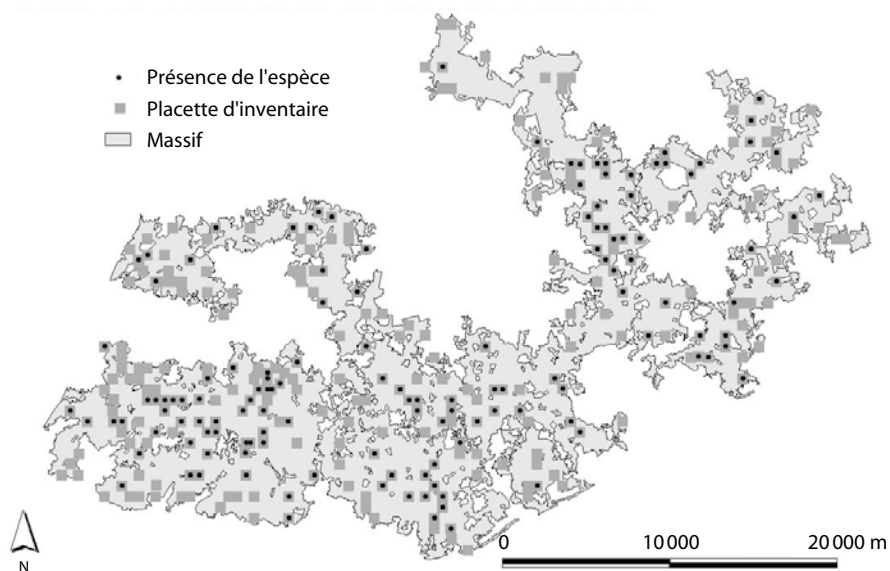 Présence de l'espèce
Placette d'inventaire
Massif
N
0 10 000 20 000 m